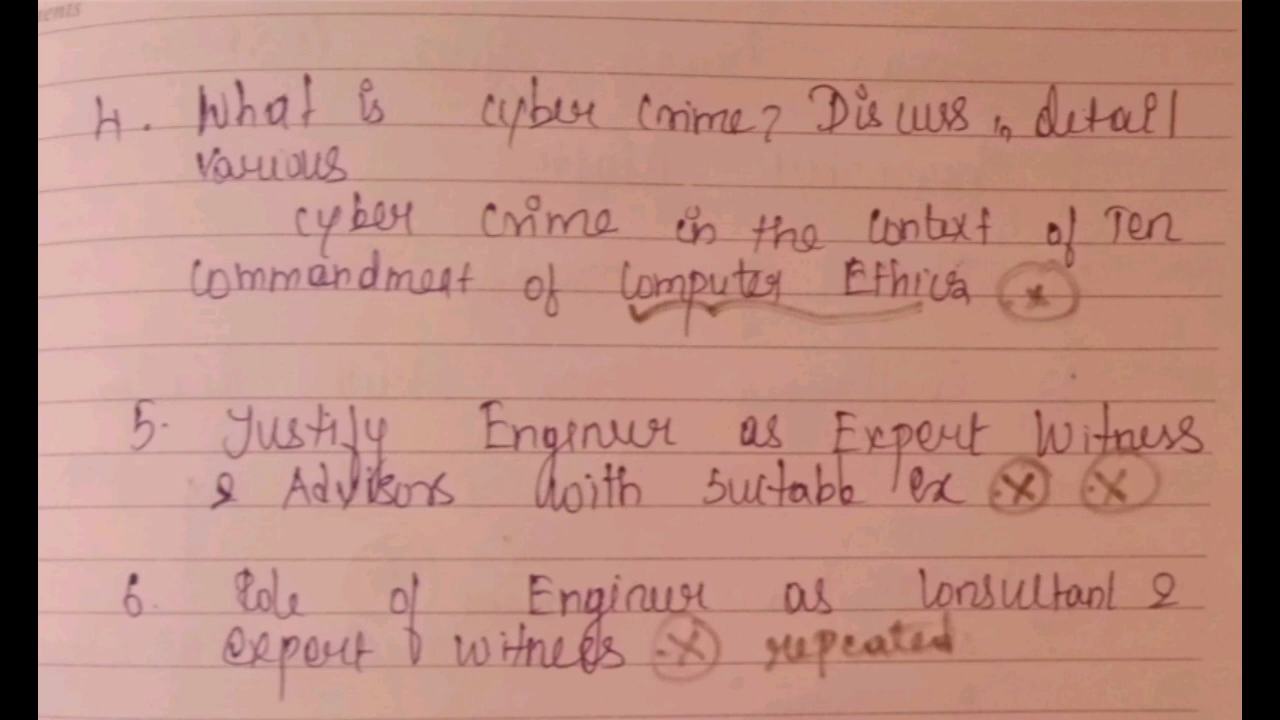 ents
4. What is cyber crime? Discuss in detail
various
cyber crime in the context of Ten
commandment of Computer Ethics
5. Justify Engineer as Expert Witness
& Advisors with suitable ex
6. Role of Engineer as Consultant &
expert witness repeated